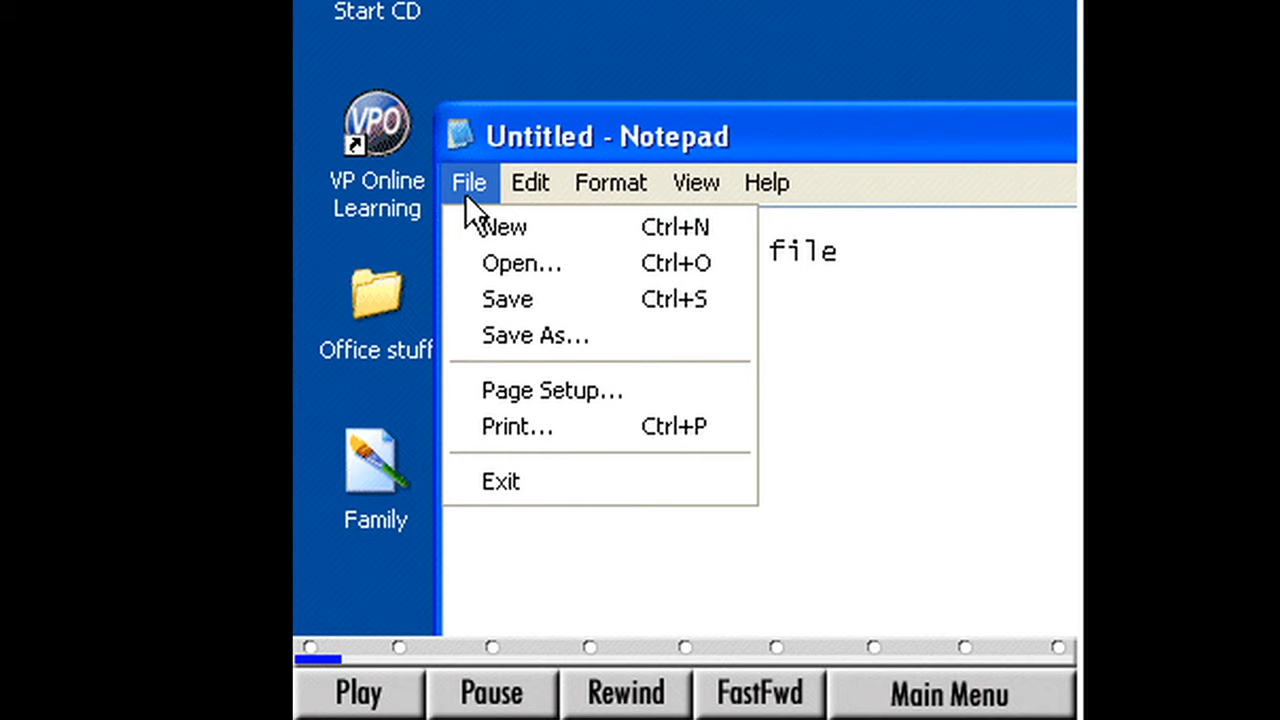 Start CD
VPO
VP Online
Learning
Office stuff
Family
Untitled - Notepad
File Edit Format View Help
New Ctrl+N
Open... Ctrl+O
Save Ctrl+S
Save As...
Page Setup...
Print... Ctrl+P
Exit
file
Play Pause Rewind FastFwd Main Menu